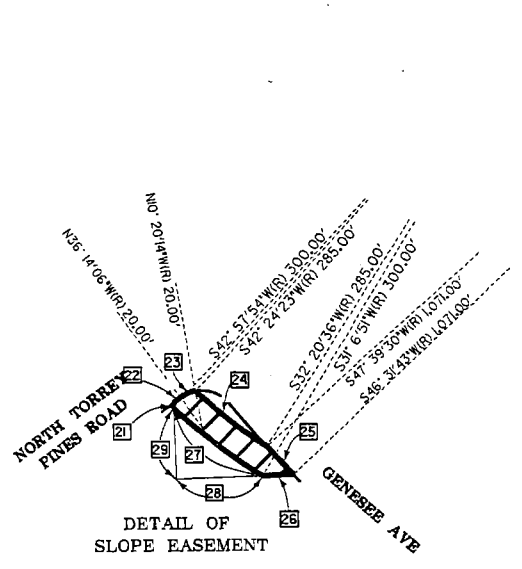 N36° 14'06"W(R) 20.00'
N10° 20'14"W(R) 20.00'
S42° 57'54"W(R) 300.00'
S42° 24'23"W(R) 285.00'
S32° 20'36"W(R) 285.00'
S31° 6'51"W(R) 300.00'
S47° 39'30"W(R) 1,071.00'
S46° 31'43"W(R) 1,071.00'
23
22
24
NORTH TORREY
PINES ROAD
21
25
29
27
28
26
GENESEE AVE
DETAIL OF
SLOPE EASEMENT